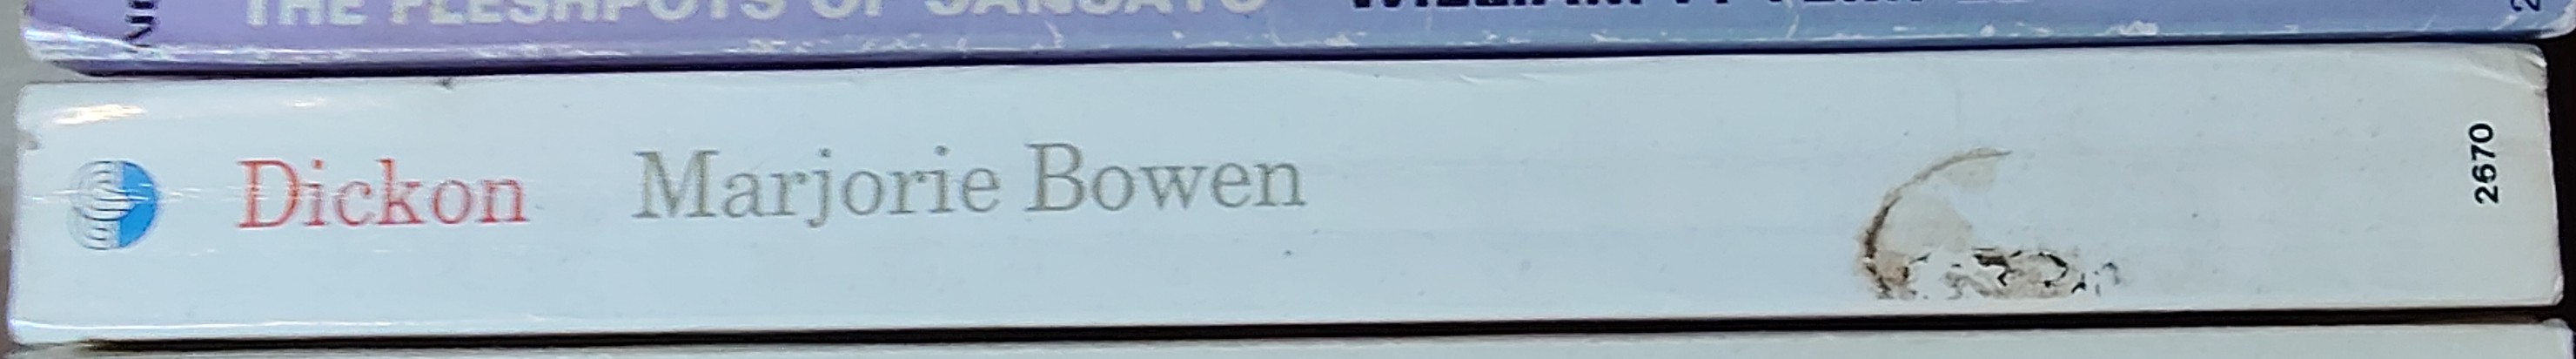 THE FLESHPOTS OF SANSATO
Dickon Marjorie Bowen 2670